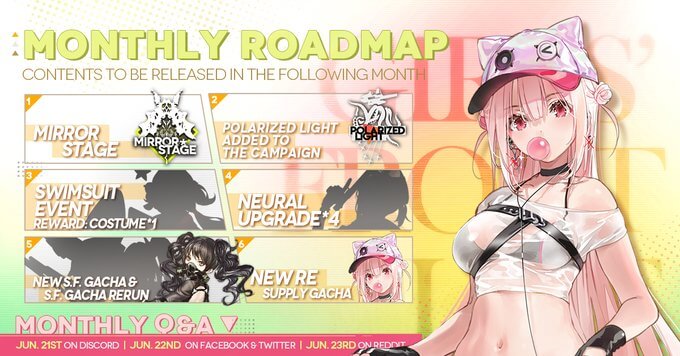 MONTHLY ROADMAP
CONTENTS TO BE RELEASED IN THE FOLLOWING MONTH
1
MIRROR
STAGE
MIRROR STAGE
2
POLARIZED LIGHT
ADDED TO
THE CAMPAIGN
POLARIZED
LIGHT
3
SWIMSUIT
EVENT
REWARD: COSTUME*1
4
NEURAL
UPGRADE*4
5
NEW S.F. GACHA &
S.F. GACHA RERUN
6
NEW RE
SUPPLY GACHA
GIRLS'
FRONT
LINE
MONTHLY Q&A ▼
JUN. 21ST ON DISCORD | JUN. 22ND ON FACEBOOK & TWITTER | JUN. 23RD ON REDDIT